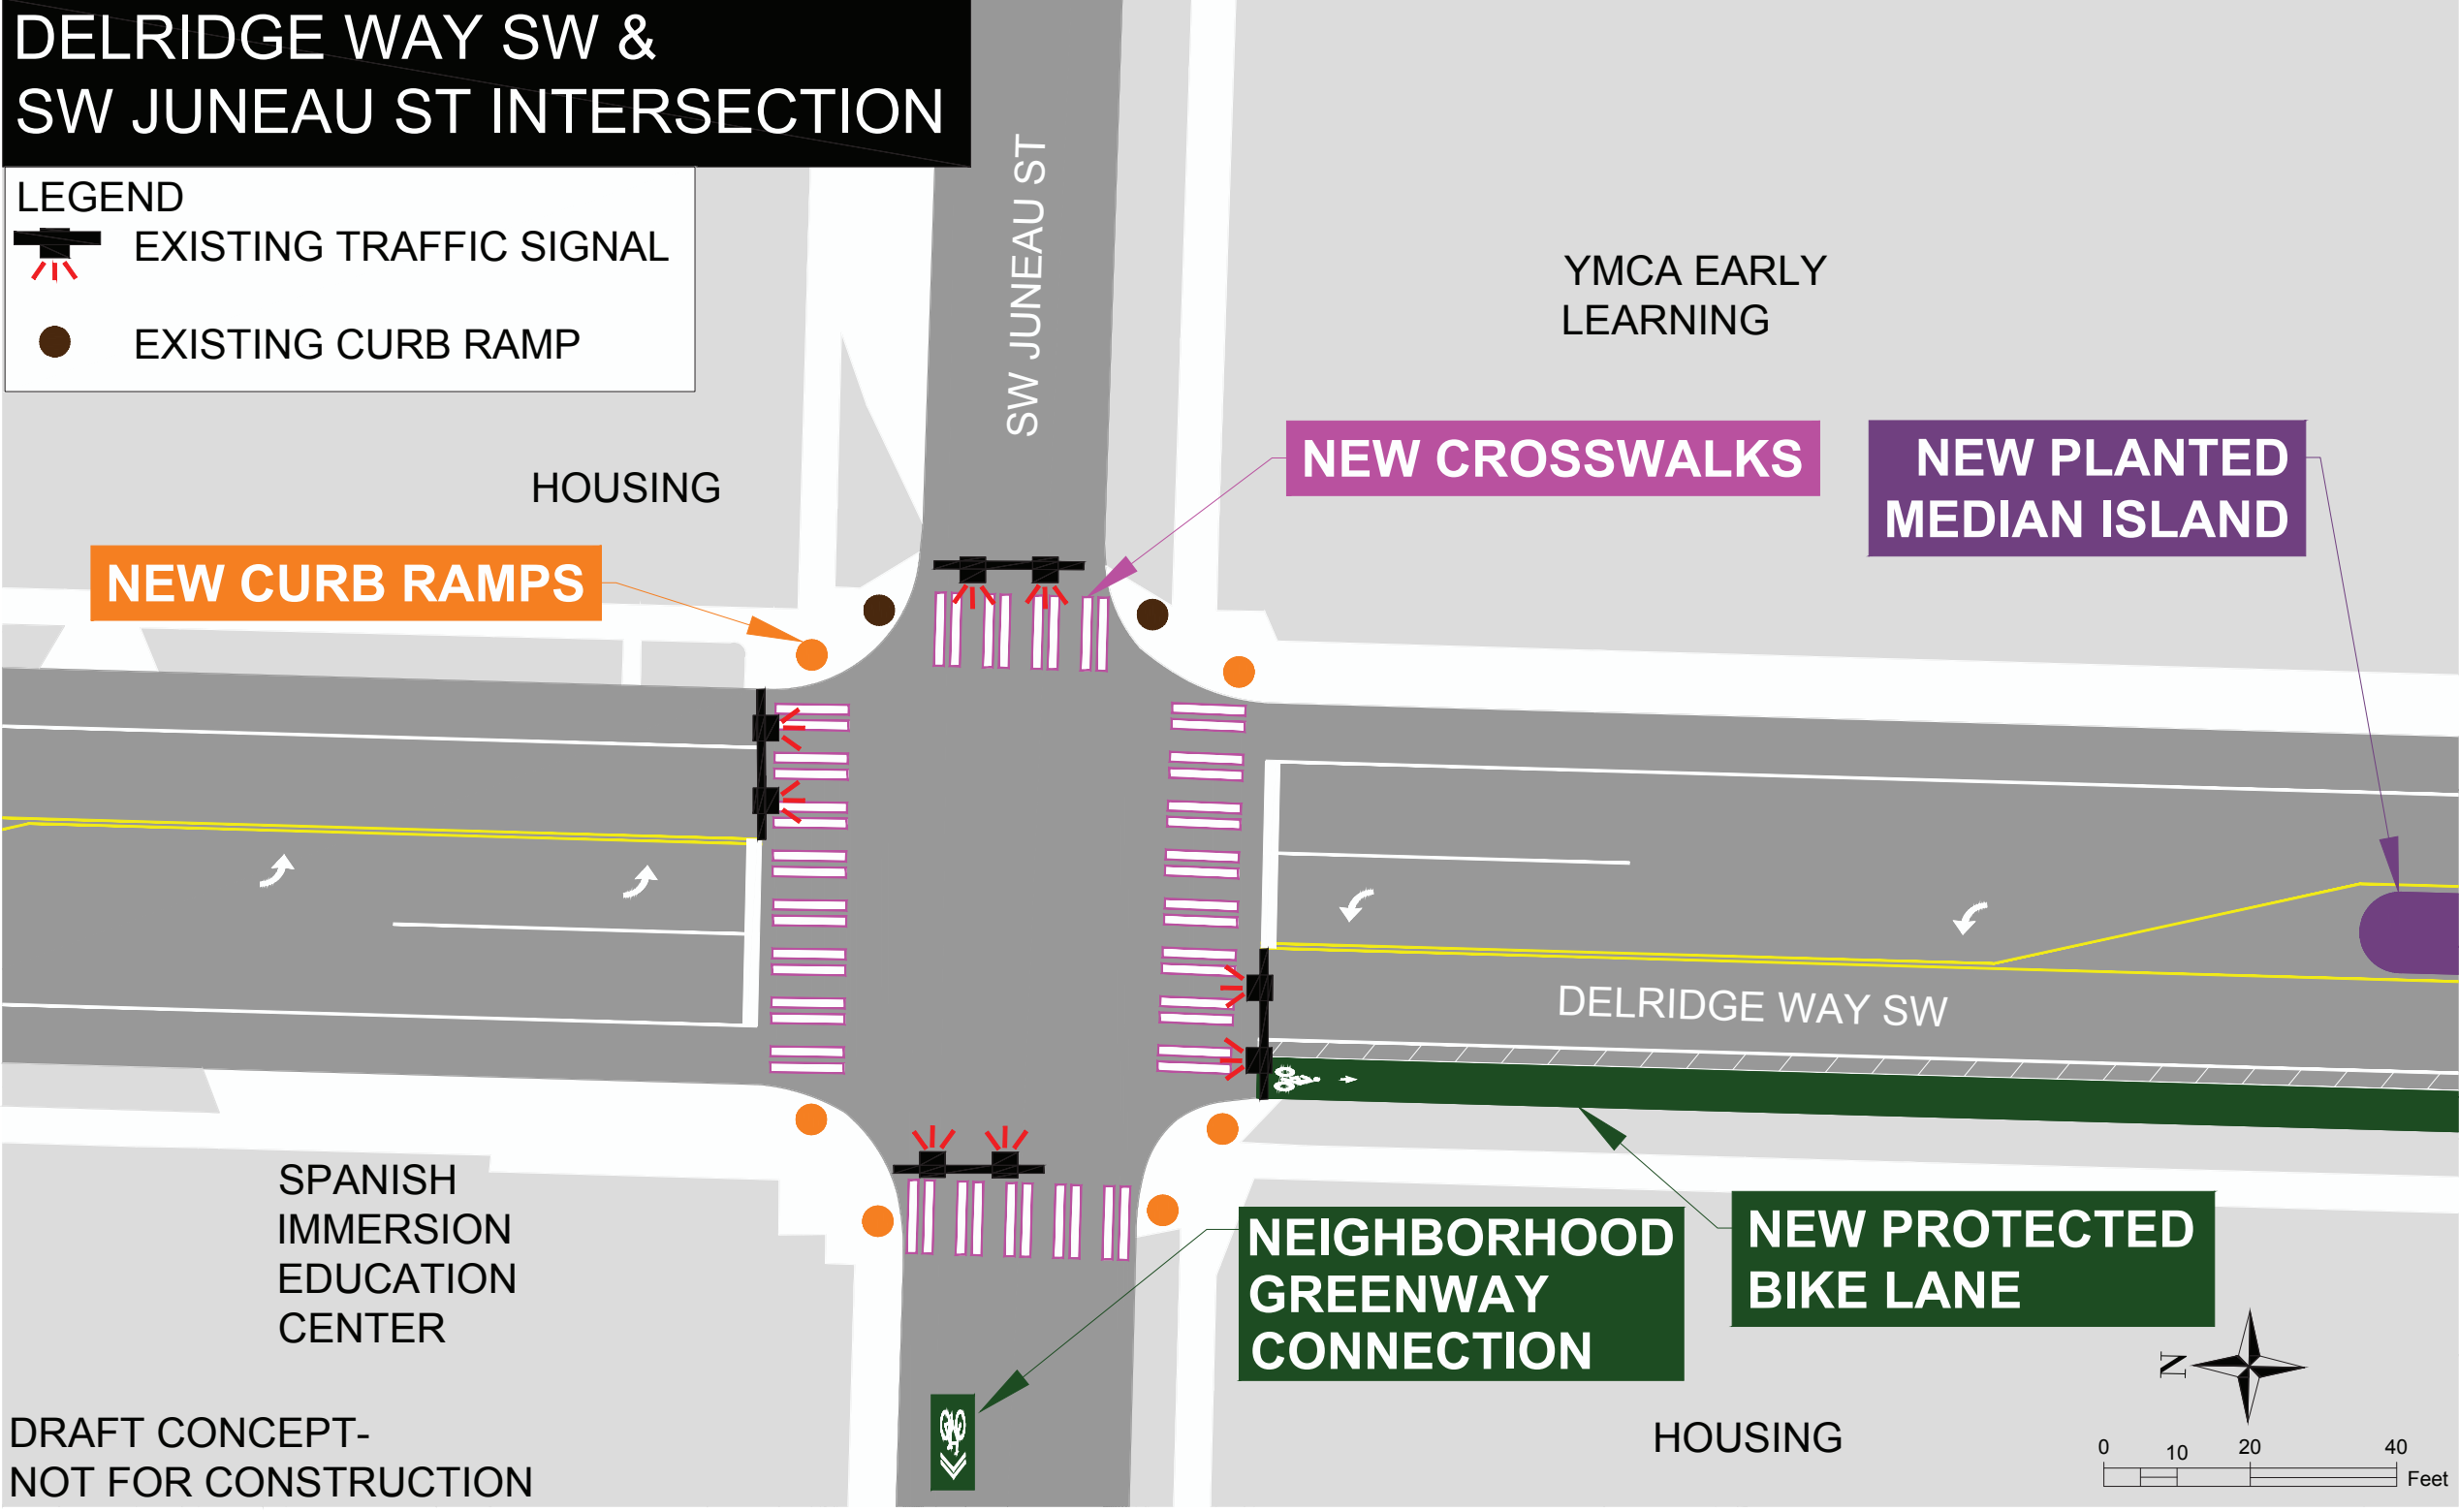 DELRIDGE WAY SW &
SW JUNEAU ST INTERSECTION
LEGEND
EXISTING TRAFFIC SIGNAL
EXISTING CURB RAMP
SW JUNEAU ST
YMCA EARLY
LEARNING
HOUSING
NEW CROSSWALKS
NEW PLANTED
MEDIAN ISLAND
NEW CURB RAMPS
DELRIDGE WAY SW
SPANISH
IMMERSION
EDUCATION
CENTER
NEIGHBORHOOD
GREENWAY
CONNECTION
NEW PROTECTED
BIKE LANE
N
HOUSING
DRAFT CONCEPT-
NOT FOR CONSTRUCTION
0 10 20 40
Feet